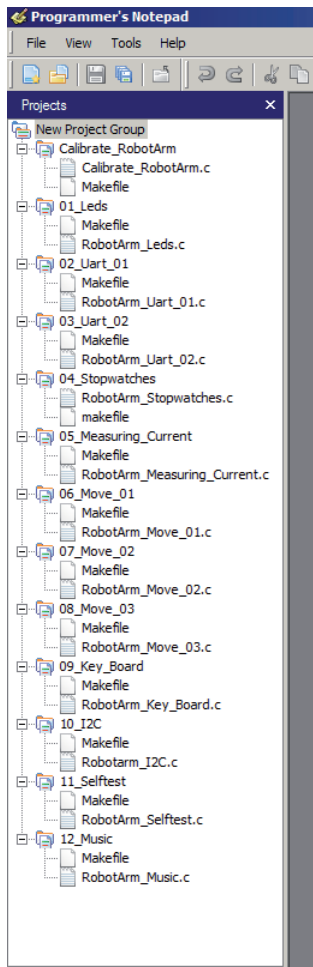 Programmer's Notepad
File View Tools Help
Projects
New Project Group
Calibrate_RobotArm
Calibrate_RobotArm.c
Makefile
01_Leds
Makefile
RobotArm_Leds.c
02_Uart_01
Makefile
RobotArm_Uart_01.c
03_Uart_02
Makefile
RobotArm_Uart_02.c
04_Stopwatches
RobotArm_Stopwatches.c
makefile
05_Measuring_Current
Makefile
RobotArm_Measuring_Current.c
06_Move_01
Makefile
RobotArm_Move_01.c
07_Move_02
Makefile
RobotArm_Move_02.c
08_Move_03
Makefile
RobotArm_Move_03.c
09_Key_Board
Makefile
RobotArm_Key_Board.c
10_I2C
Makefile
Robotarm_I2C.c
11_Selftest
Makefile
RobotArm_Selftest.c
12_Music
Makefile
RobotArm_Music.c